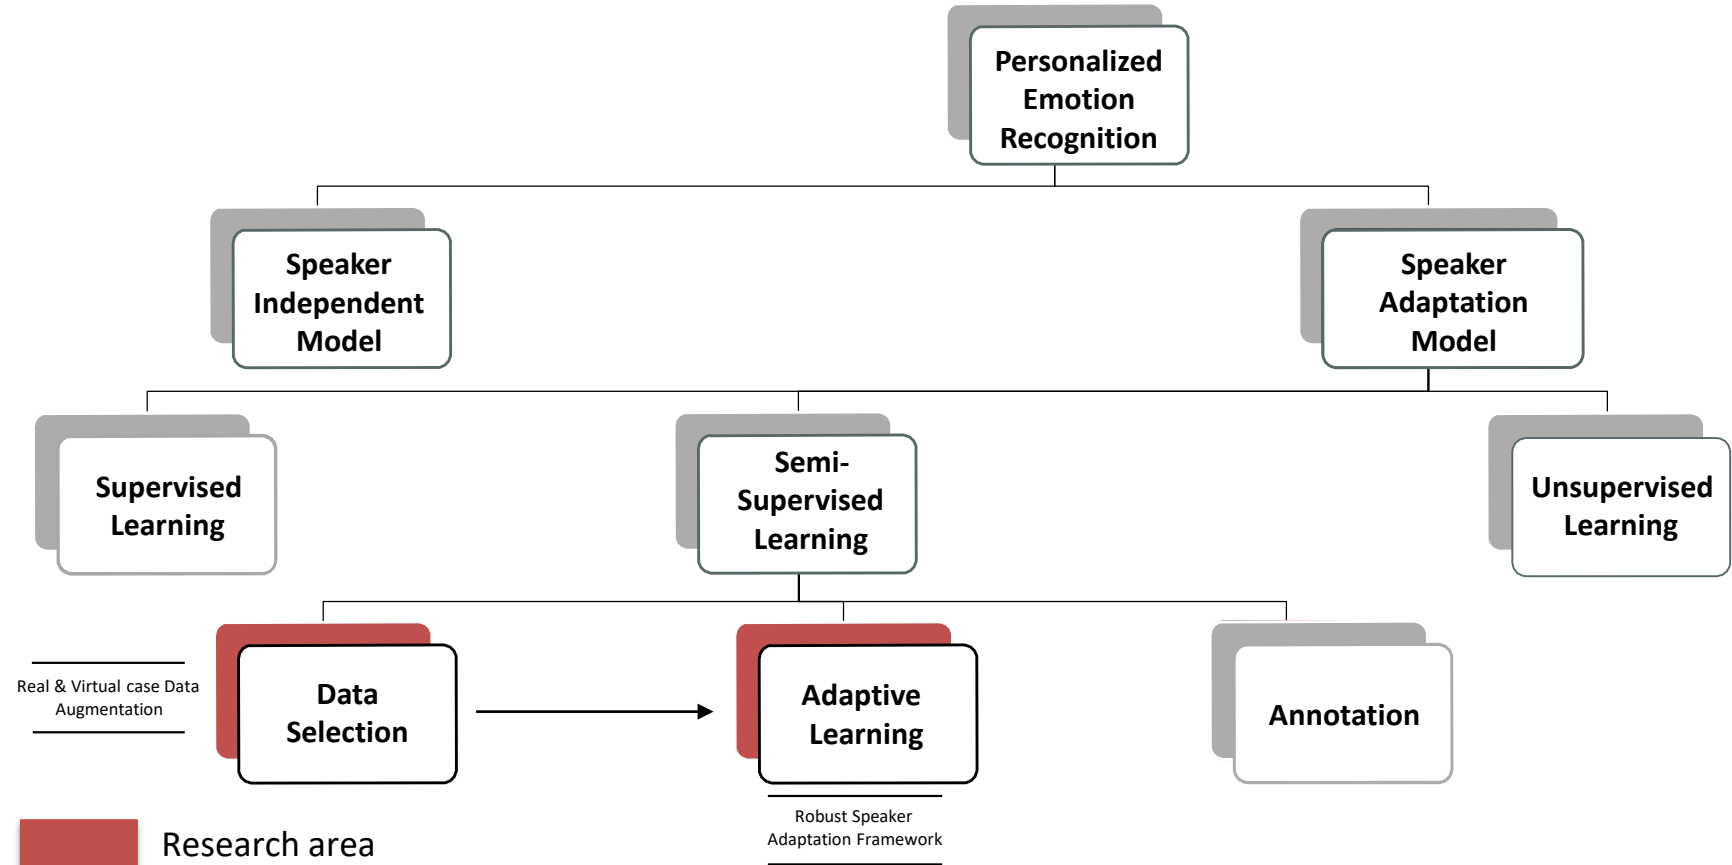 Personalized
Emotion
Recognition
Speaker
Independent
Model
Speaker
Adaptation
Model
Supervised
Learning
Semi-
Supervised
Learning
Unsupervised
Learning
Real & Virtual case Data
Augmentation
Data
Selection
Adaptive
Learning
Annotation
Robust Speaker
Adaptation Framework
Research area